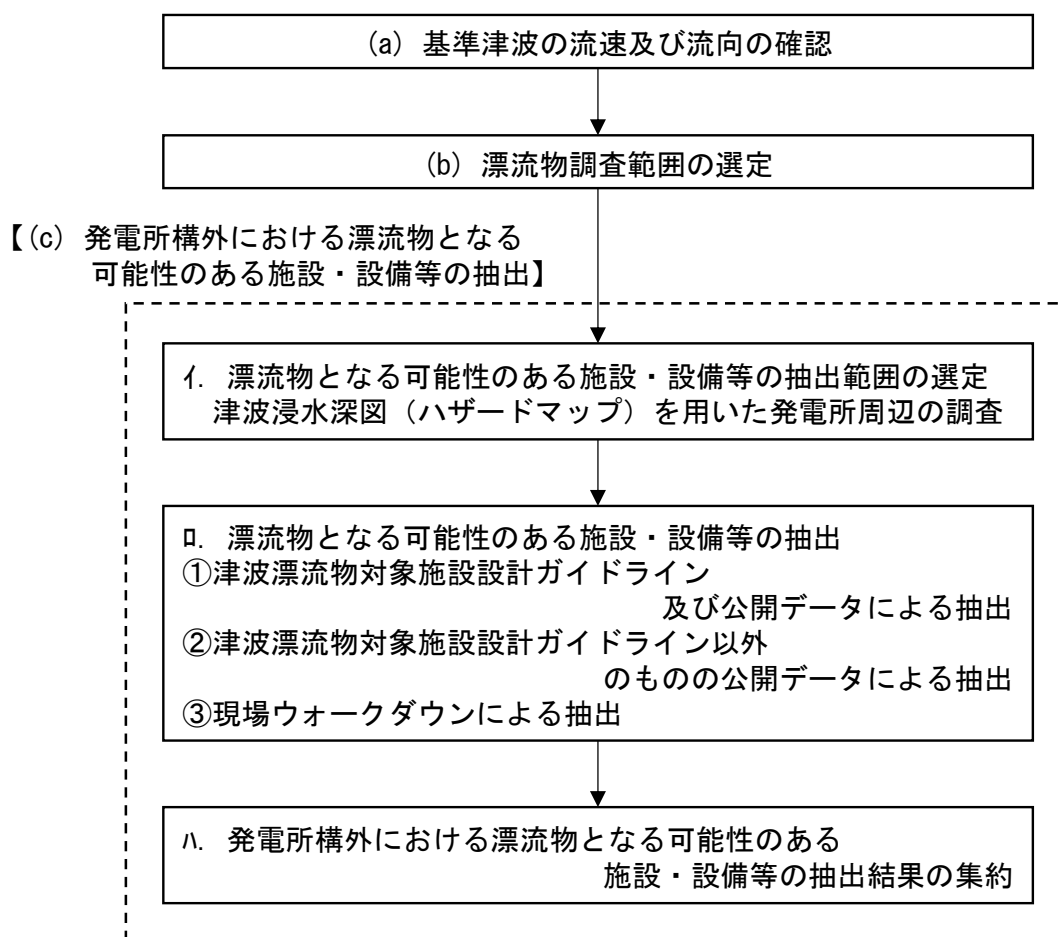 (a) 基準津波の流速及び流向の確認
(b) 漂流物調査範囲の選定
【(c) 発電所構外における漂流物となる
可能性のある施設・設備等の抽出】
ｲ. 漂流物となる可能性のある施設・設備等の抽出範囲の選定
津波浸水深図（ハザードマップ）を用いた発電所周辺の調査
ﾛ. 漂流物となる可能性のある施設・設備等の抽出
①津波漂流物対象施設設計ガイドライン
及び公開データによる抽出
②津波漂流物対象施設設計ガイドライン以外
のものの公開データによる抽出
③現場ウォークダウンによる抽出
ﾊ. 発電所構外における漂流物となる可能性のある
施設・設備等の抽出結果の集約